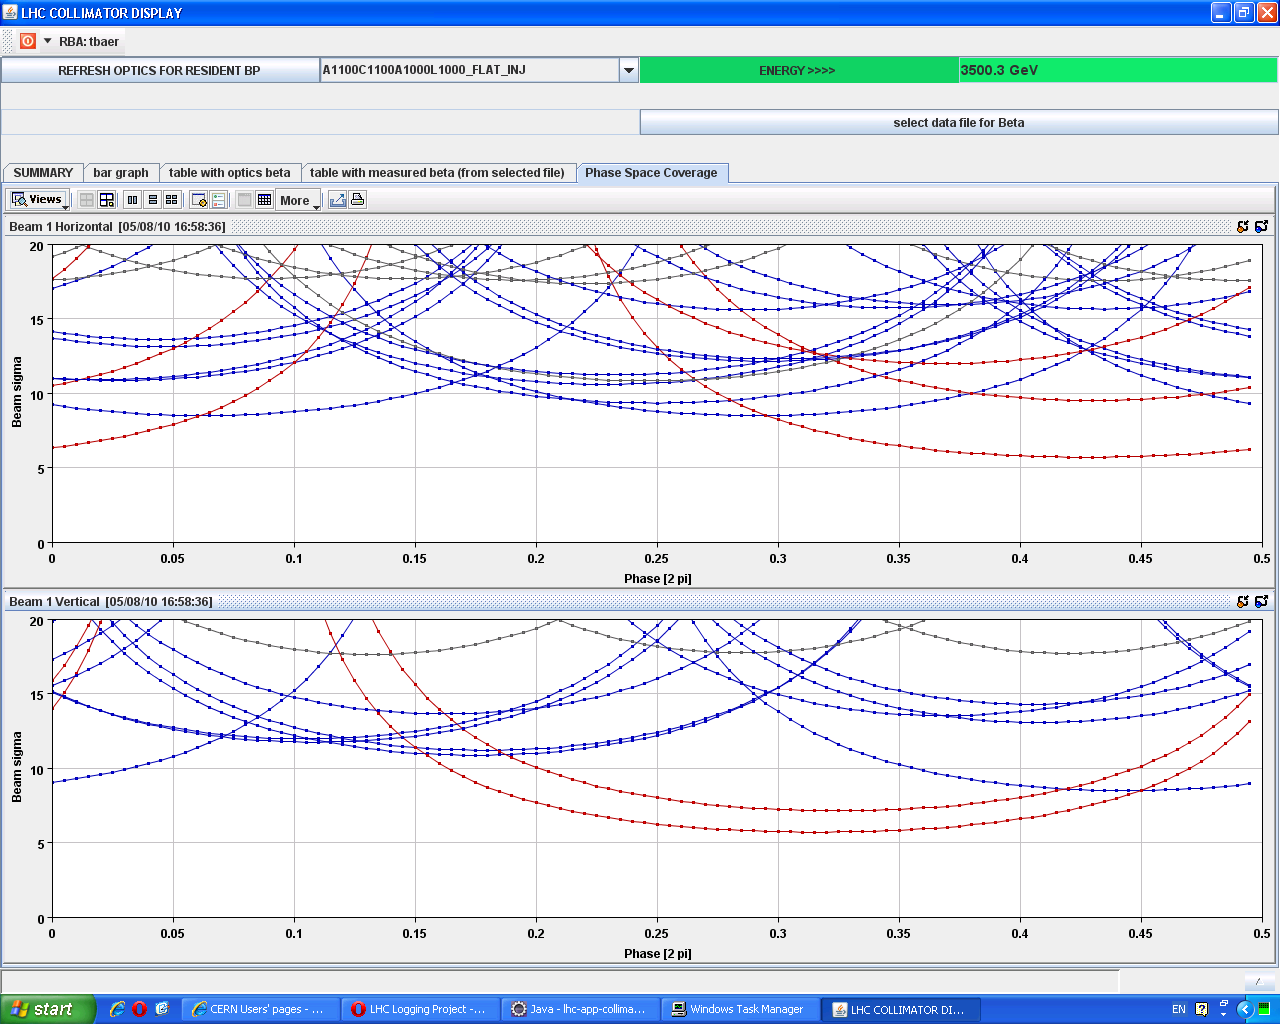 LHC COLLIMATOR DISPLAY
RBA: tbaer
REFRESH OPTICS FOR RESIDENT BP A1100C1100A1000L1000_FLAT_INJ ENERGY >>>> 3500.3 GeV
select data file for Beta
SUMMARY bar graph table with optics beta table with measured beta (from selected file) Phase Space Coverage
Views More
Beam 1 Horizontal [05/08/10 16:58:36]
20
15
10
5
0
Beam sigma
0 0.05 0.1 0.15 0.2 0.25 0.3 0.35 0.4 0.45 0.5
Phase [2 pi]
Beam 1 Vertical [05/08/10 16:58:36]
20
15
10
5
0
Beam sigma
0 0.05 0.1 0.15 0.2 0.25 0.3 0.35 0.4 0.45 0.5
Phase [2 pi]
start CERN Users' pages - ... LHC Logging Project -... Java - lhc-app-collima... Windows Task Manager LHC COLLIMATOR DI... EN